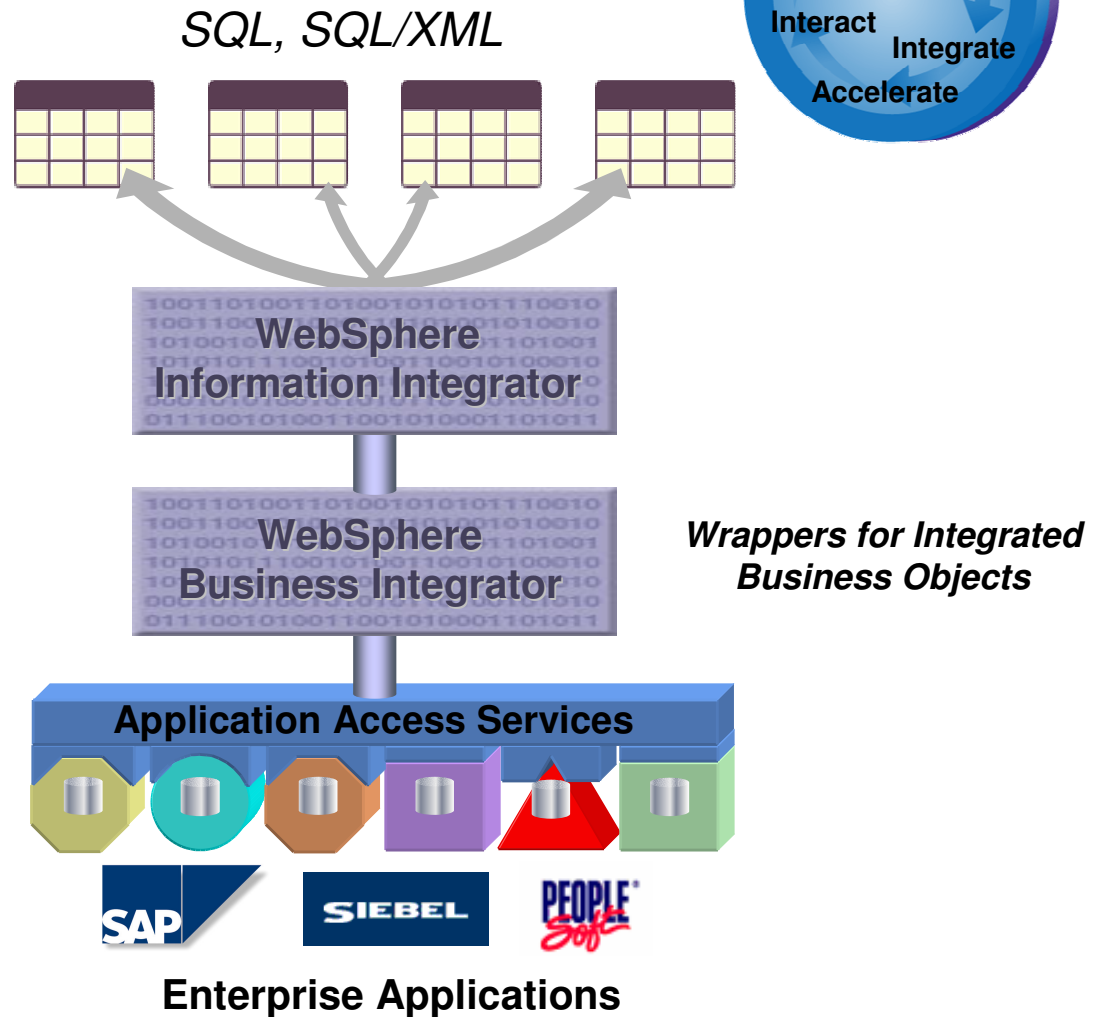 SQL, SQL/XML
Interact
Integrate
Accelerate
WebSphere
Information Integrator
WebSphere
Business Integrator
Wrappers for Integrated
Business Objects
Application Access Services
SAP
SIEBEL
PEOPLE
Soft
Enterprise Applications